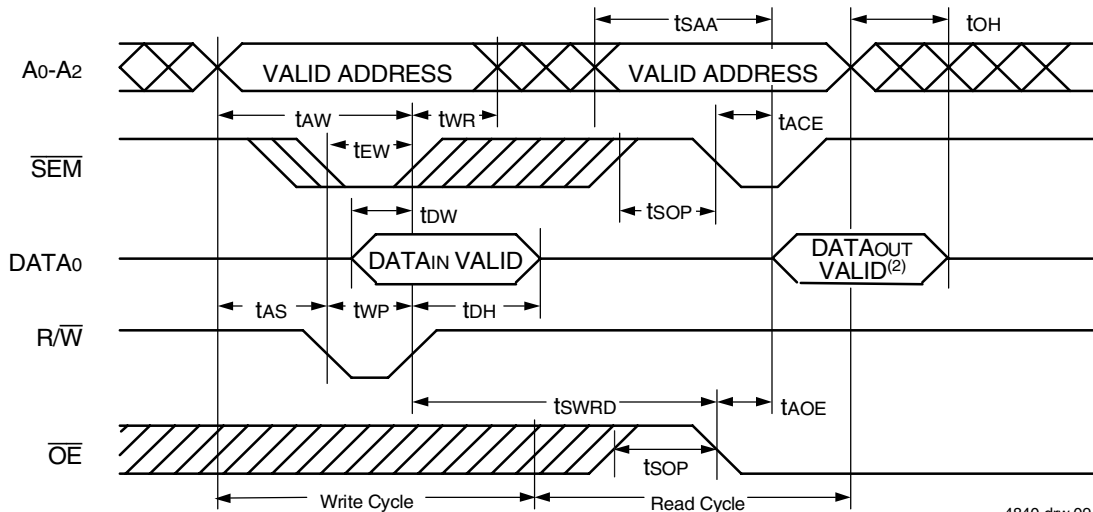 tSAA
tOH
A0-A2
VALID ADDRESS
VALID ADDRESS
tAW
tWR
tACE
tEW
SEM
tSOP
tDW
DATA0
DATAIN VALID
DATAOUT
VALID(2)
tAS
tWP
tDH
R/W
tSWRD
tAOE
OE
tSOP
Write Cycle
Read Cycle